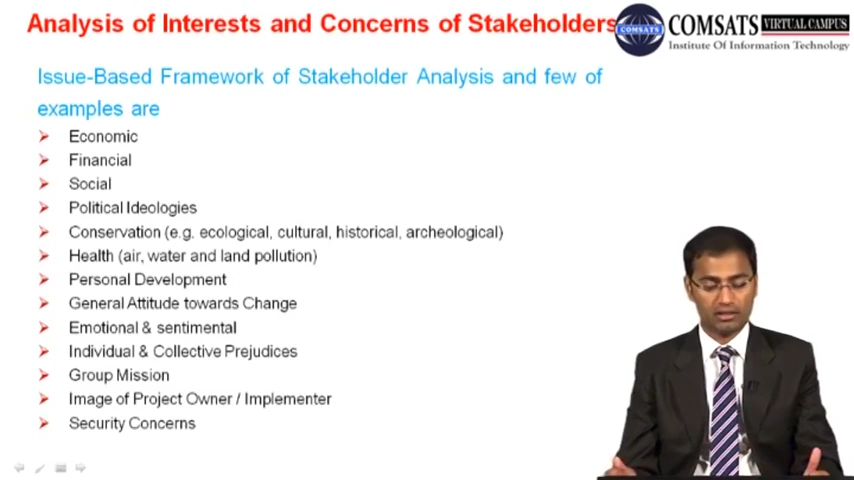 Analysis of Interests and Concerns of Stakeholders
COMSATS
COMSATS VIRTUAL CAMPUS
Institute Of Information Technology
Issue-Based Framework of Stakeholder Analysis and few of
examples are
Economic
Financial
Social
Political Ideologies
Conservation (e.g. ecological, cultural, historical, archeological)
Health (air, water and land pollution)
Personal Development
General Attitude towards Change
Emotional & sentimental
Individual & Collective Prejudices
Group Mission
Image of Project Owner / Implementer
Security Concerns